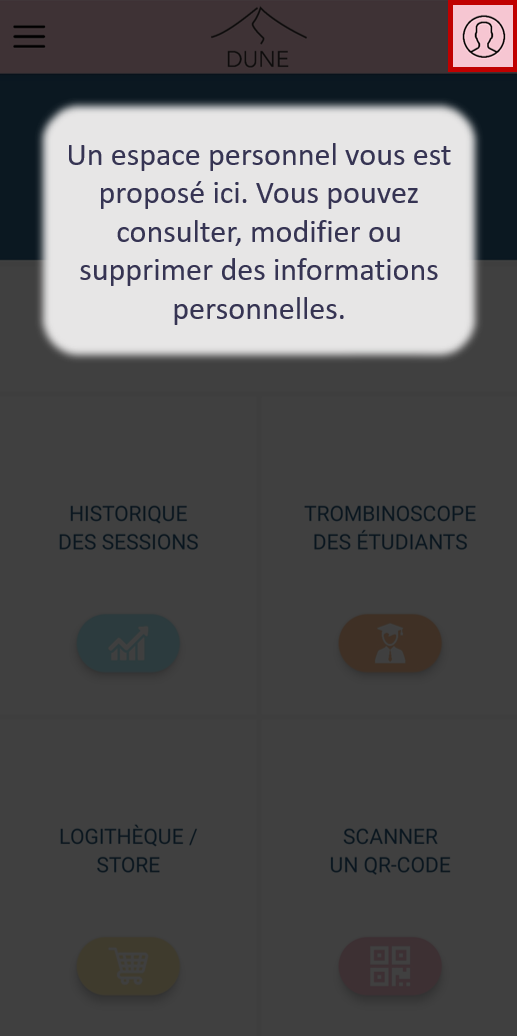 DUNE
Un espace personnel vous est
proposé ici. Vous pouvez
consulter, modifier ou
supprimer des informations
personnelles.
HISTORIQUE
DES SESSIONS
TROMBINOSCOPE
DES ÉTUDIANTS
LOGITHÈQUE /
STORE
SCANNER
UN QR-CODE